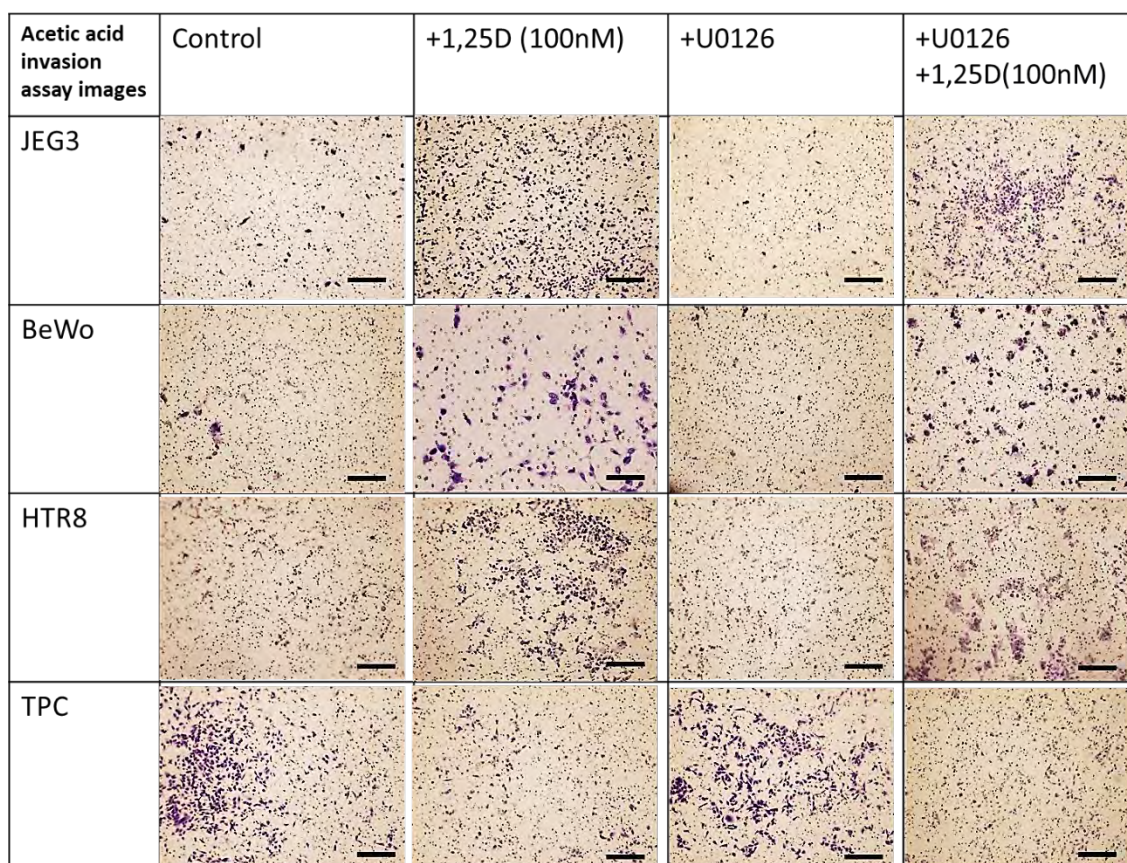 Acetic acid
invasion
assay images
Control
+1,25D (100nM)
+U0126
+U0126
+1,25D(100nM)
JEG3
BeWo
HTR8
TPC